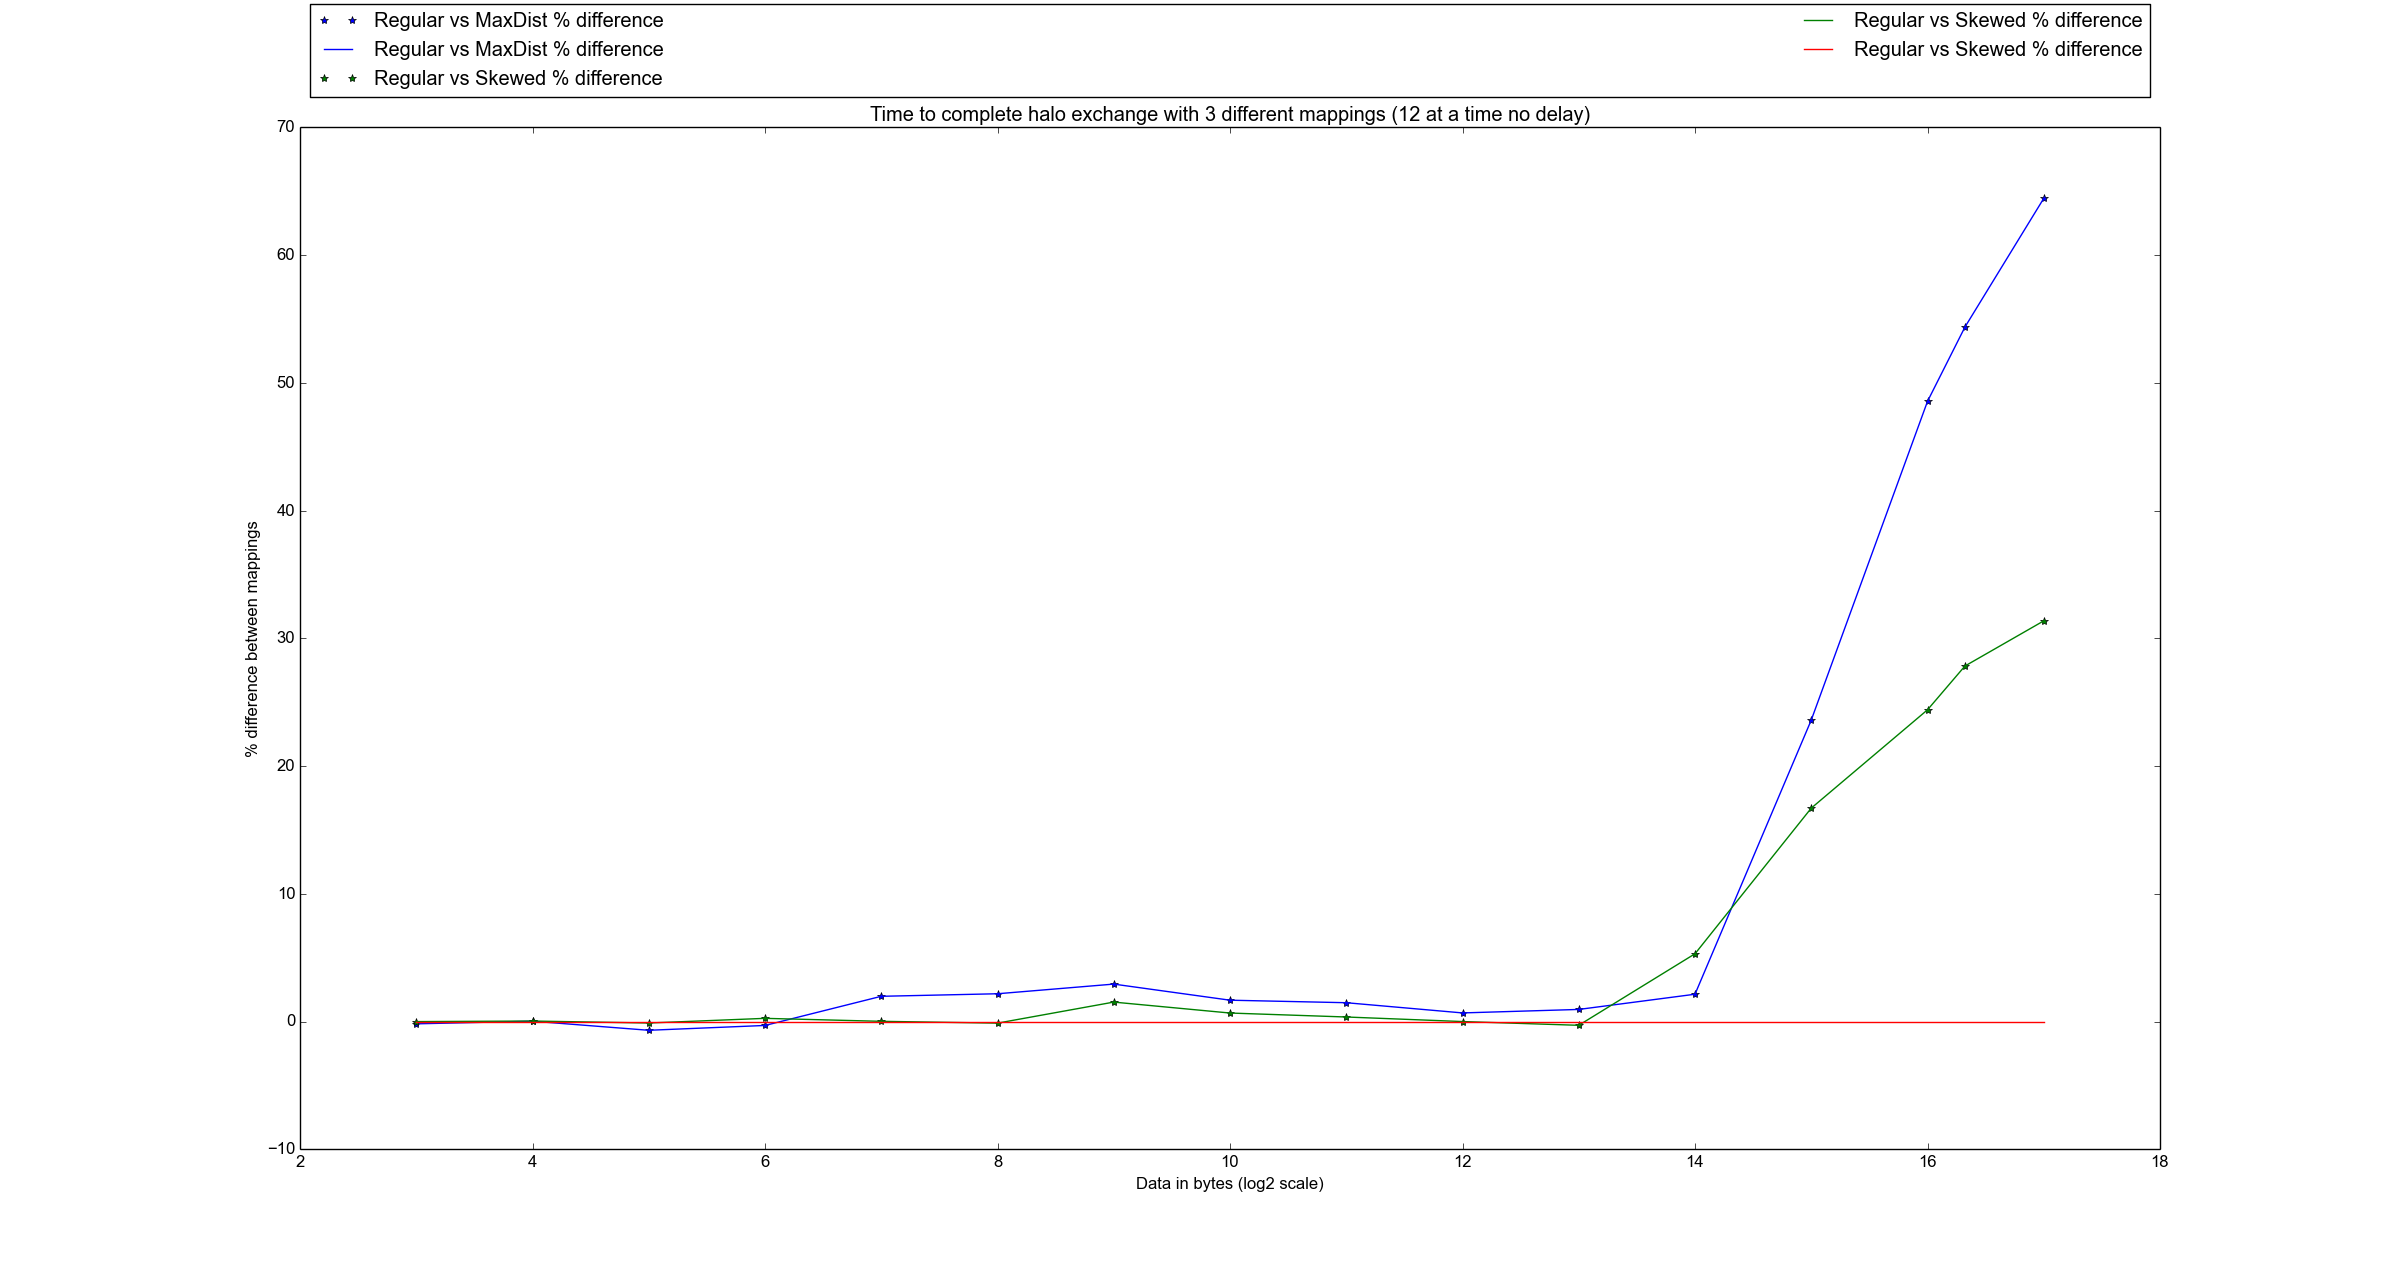 Regular vs MaxDist % difference
Regular vs MaxDist % difference
Regular vs Skewed % difference
Regular vs Skewed % difference
Regular vs Skewed % difference
Time to complete halo exchange with 3 different mappings (12 at a time no delay)
70
60
50
40
30
20
10
0
−10
% difference between mappings
2 4 6 8 10 12 14 16 18
Data in bytes (log2 scale)